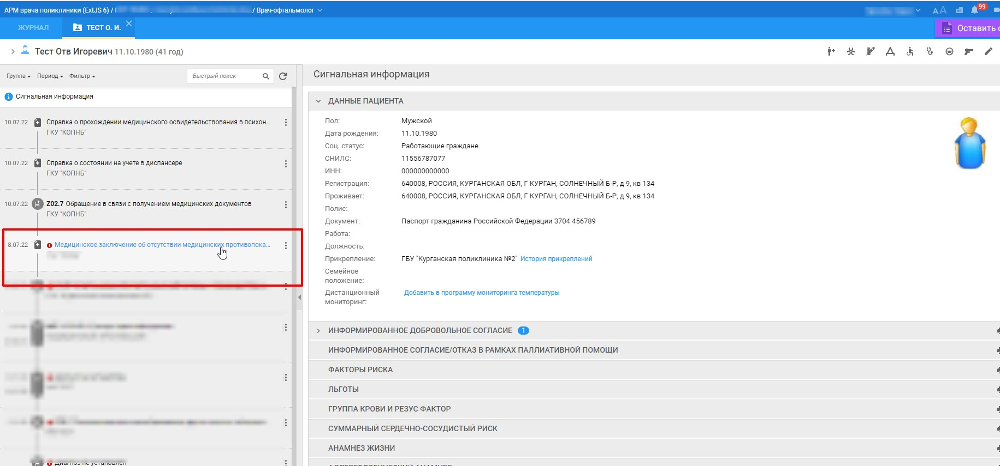 АРМ врача поликлиники (ExtJS 6) /
/ Врач-офтальмолог
АА
99
ЖУРНАЛ
ТЕСТ О. И.
Оставить
Тест Отв Игоревич 11.10.1980 (41 год)
Группа
Период
Фильтр
Быстрый поиск
Сигнальная информация
10.07.22
Справка о прохождении медицинского освидетельствования в психон...
ГКУ "КОПНБ"
10.07.22
Справка о состоянии на учете в диспансере
ГКУ "КОПНБ"
10.07.22
Z02.7 Обращение в связи с получением медицинских документов
ГКУ "КОПНБ"
8.07.22
Медицинское заключение об отсутствии медицинских противопока...
Диагноз не установлен
Сигнальная информация
ДАННЫЕ ПАЦИЕНТА
Пол: Мужской
Дата рождения: 11.10.1980
Соц. статус: Работающие граждане
СНИЛС: 11556787077
ИНН: 000000000000
Регистрация: 640008, РОССИЯ, КУРГАНСКАЯ ОБЛ, Г КУРГАН, СОЛНЕЧНЫЙ Б-Р, д 9, кв 134
Проживает: 640008, РОССИЯ, КУРГАНСКАЯ ОБЛ, Г КУРГАН, СОЛНЕЧНЫЙ Б-Р, д 9, кв 134
Полис:
Документ: Паспорт гражданина Российской Федерации 3704 456789
Работа:
Должность:
Прикрепление: ГБУ "Курганская поликлиника №2" История прикреплений
Семейное
положение:
Дистанционный Добавить в программу мониторинга температуры
мониторинг:
ИНФОРМИРОВАННОЕ ДОБРОВОЛЬНОЕ СОГЛАСИЕ 1
ИНФОРМИРОВАННОЕ СОГЛАСИЕ/ОТКАЗ В РАМКАХ ПАЛЛИАТИВНОЙ ПОМОЩИ
ФАКТОРЫ РИСКА
ЛЬГОТЫ
ГРУППА КРОВИ И РЕЗУС ФАКТОР
СУММАРНЫЙ СЕРДЕЧНО-СОСУДИСТЫЙ РИСК
АНАМНЕЗ ЖИЗНИ
АЛЛЕРГОЛОГИЧЕСКИЙ АНАМНЕЗ